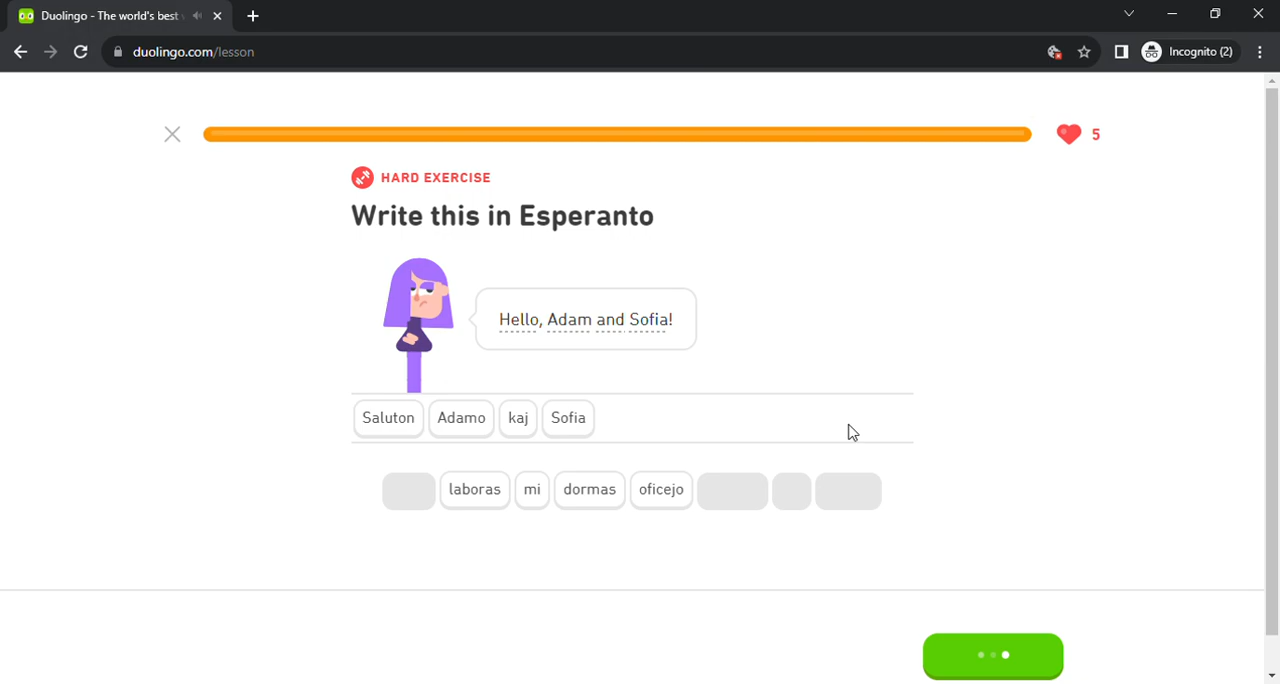 Duolingo - The world's best
duolingo.com/lesson
Incognito (2)
5
HARD EXERCISE
Write this in Esperanto
Hello, Adam and Sofia!
Saluton Adamo kaj Sofia
laboras mi dormas oficejo